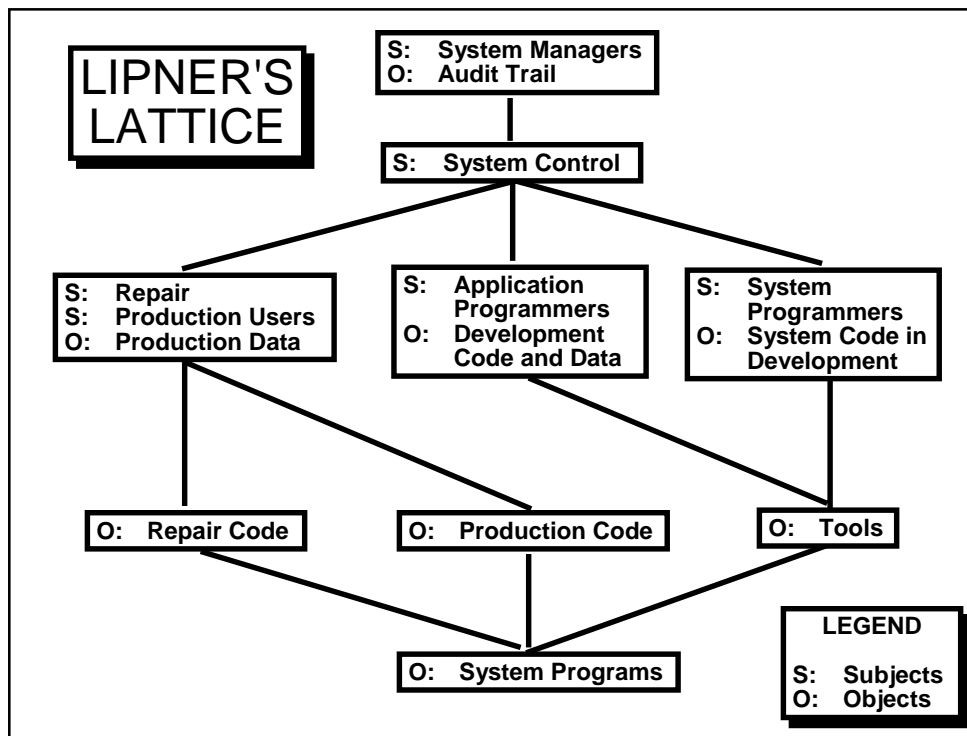 LIPNER'S
LATTICE
S: System Managers
O: Audit Trail
S: System Control
S: Repair
S: Production Users
O: Production Data
S: Application
Programmers
O: Development
Code and Data
S: System
Programmers
O: System Code in
Development
O: Repair Code
O: Production Code
O: Tools
O: System Programs
LEGEND
S: Subjects
O: Objects